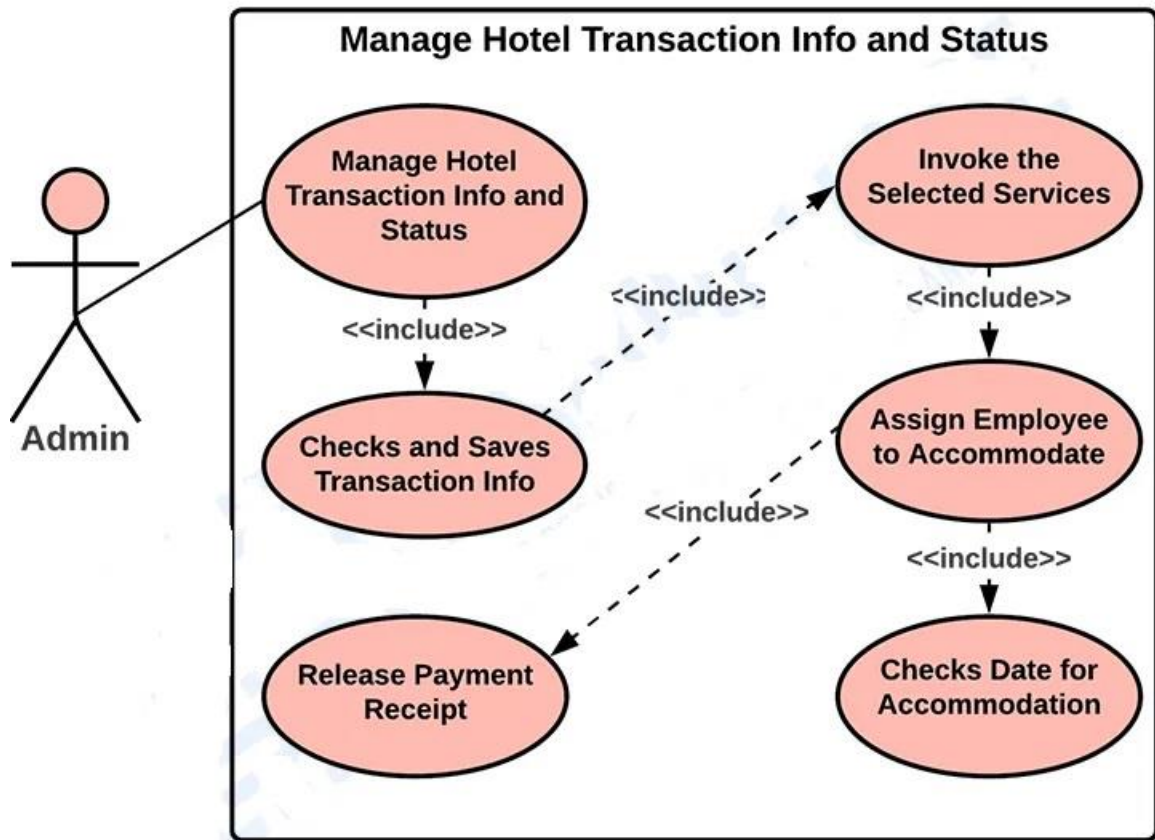 Manage Hotel Transaction Info and Status
Manage Hotel
Transaction Info and
Status
Invoke the
Selected Services
<<include>>
<<include>>
<<include>>
Admin
Checks and Saves
Transaction Info
Assign Employee
to Accommodate
<<include>>
<<include>>
Release Payment
Receipt
Checks Date for
Accommodation